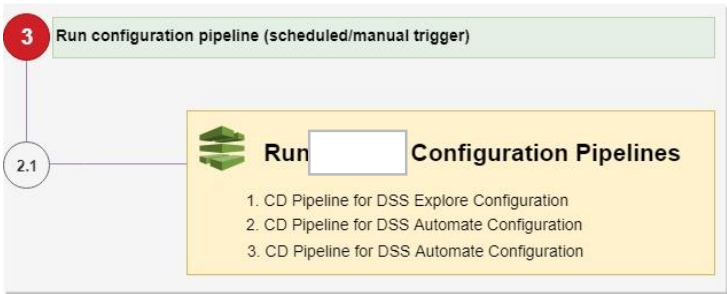 3
Run configuration pipeline (scheduled/manual trigger)
2.1
Run Configuration Pipelines
1. CD Pipeline for DSS Explore Configuration
2. CD Pipeline for DSS Automate Configuration
3. CD Pipeline for DSS Automate Configuration